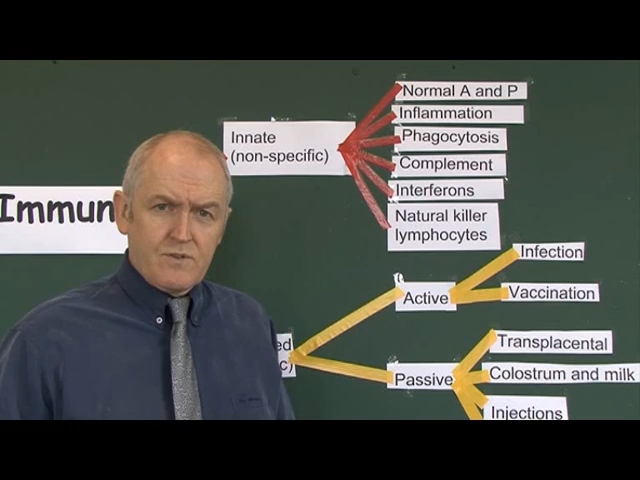 Immun
Innate
(non-specific)
Normal A and P
Inflammation
Phagocytosis
Complement
Interferons
Natural killer
lymphocytes
ed
c)
Active
Infection
Vaccination
Passive
Transplacental
Colostrum and milk
Injections